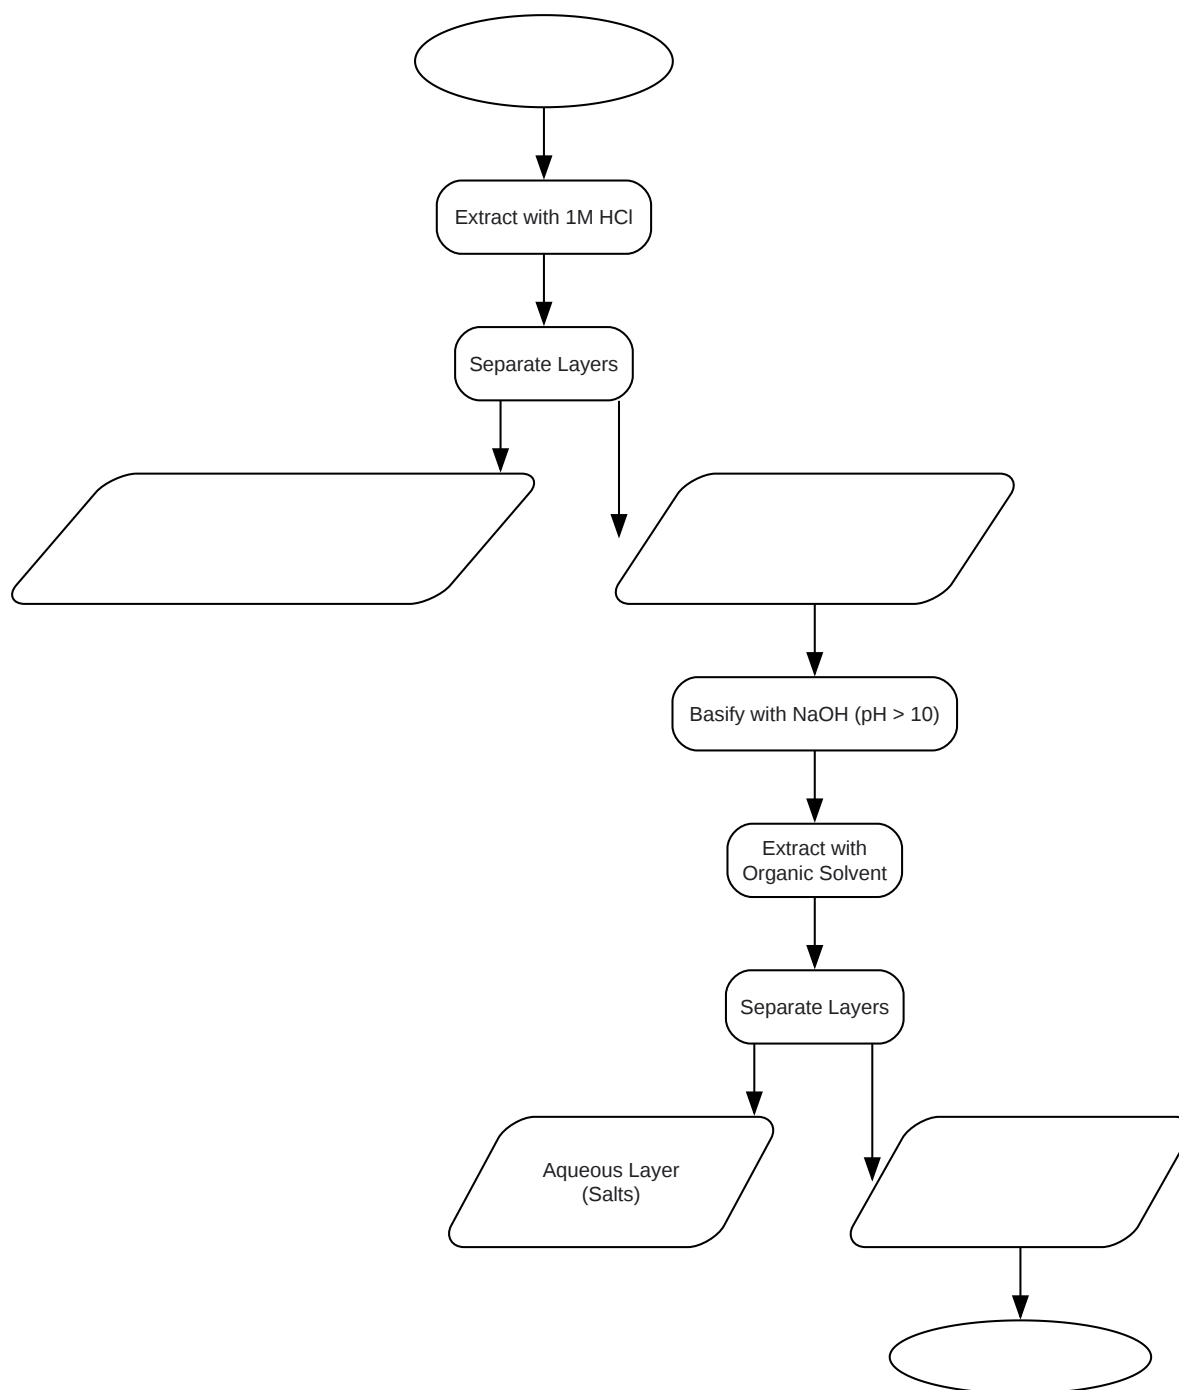 Extract with 1M HCl
Separate Layers
Basify with NaOH (pH > 10)
Extract with
Organic Solvent
Separate Layers
Aqueous Layer
(Salts)